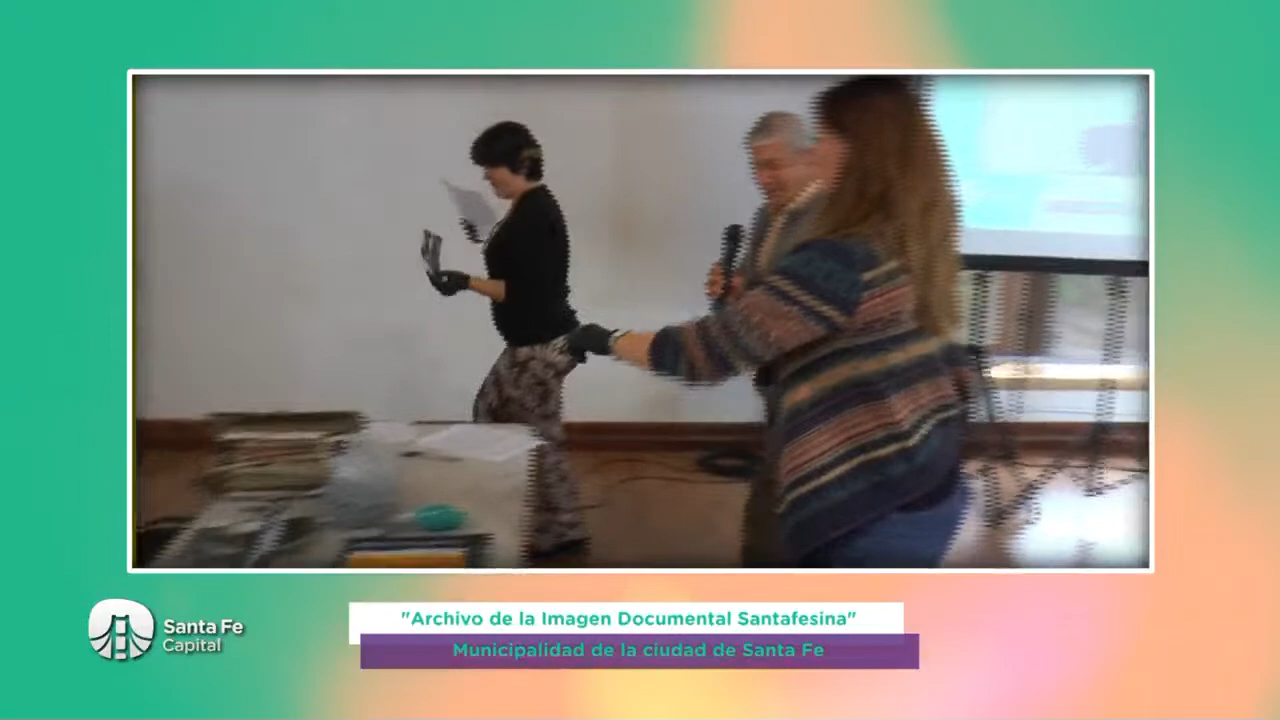 Santa Fe
Capital
"Archivo de la Imagen Documental Santafesina"
Municipalidad de la ciudad de Santa Fe